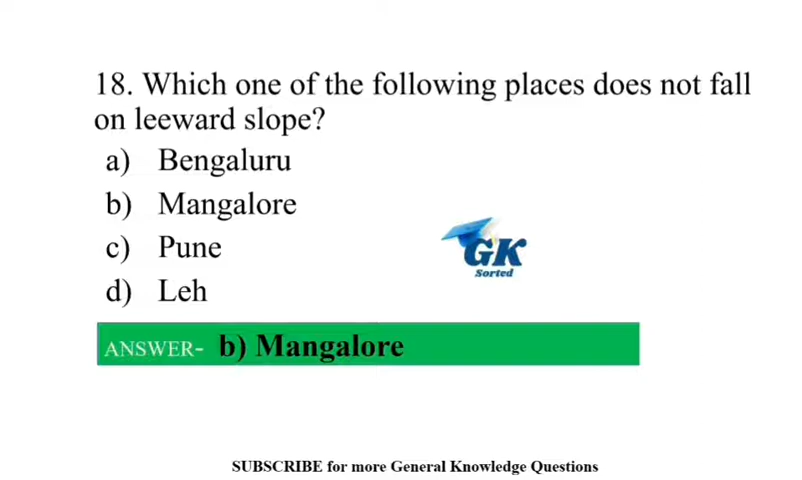 18. Which one of the following places does not fall
on leeward slope?
a) Bengaluru
b) Mangalore
c) Pune
d) Leh
GK
Sorted
ANSWER- b) Mangalore
SUBSCRIBE for more General Knowledge Questions